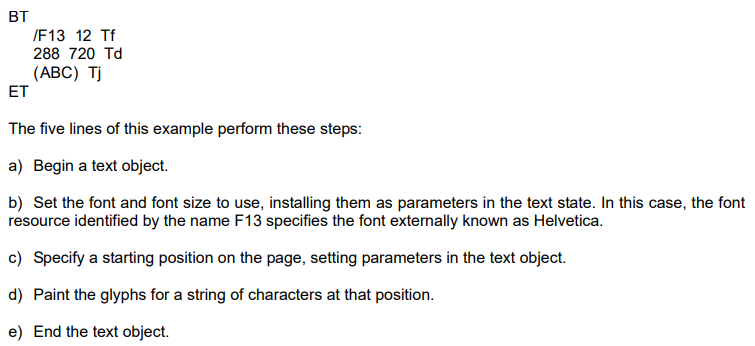 BT
/F13 12 Tf
288 720 Td
(ABC) Tj
ET
The five lines of this example perform these steps:
a) Begin a text object.
b) Set the font and font size to use, installing them as parameters in the text state. In this case, the font
resource identified by the name F13 specifies the font externally known as Helvetica.
c) Specify a starting position on the page, setting parameters in the text object.
d) Paint the glyphs for a string of characters at that position.
e) End the text object.